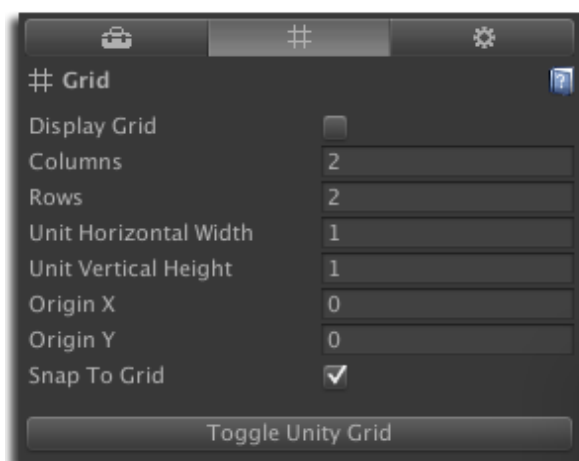 Grid
?
Display Grid
Columns 2
Rows 2
Unit Horizontal Width 1
Unit Vertical Height 1
Origin X 0
Origin Y 0
Snap To Grid
Toggle Unity Grid